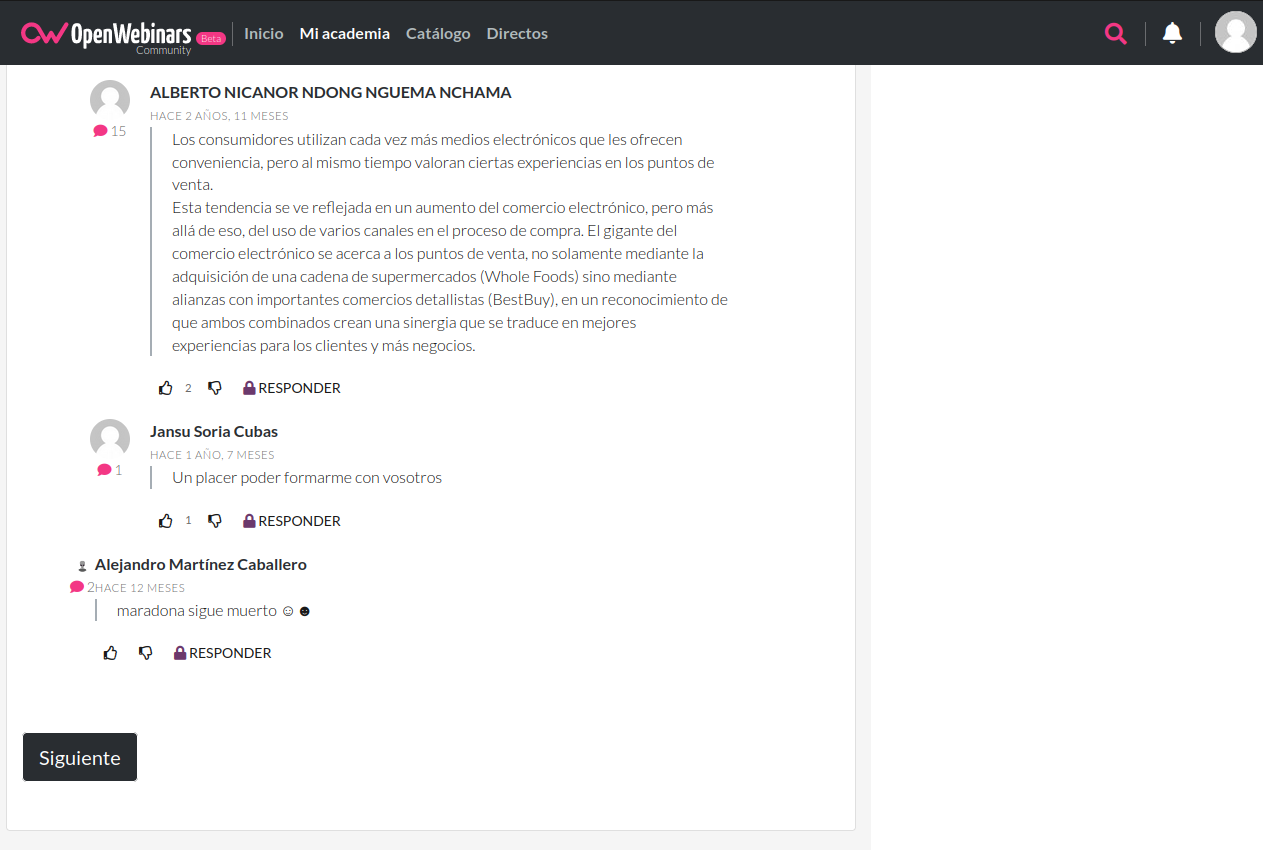 OpenWebinars Community Beta Inicio Mi academia Catálogo Directos
ALBERTO NICANOR NDONG NGUEMA NCHAMA
HACE 2 AÑOS, 11 MESES
15
Los consumidores utilizan cada vez más medios electrónicos que les ofrecen
conveniencia, pero al mismo tiempo valoran ciertas experiencias en los puntos de
venta.
Esta tendencia se ve reflejada en un aumento del comercio electrónico, pero más
allá de eso, del uso de varios canales en el proceso de compra. El gigante del
comercio electrónico se acerca a los puntos de venta, no solamente mediante la
adquisición de una cadena de supermercados (Whole Foods) sino mediante
alianzas con importantes comercios detallistas (BestBuy), en un reconocimiento de
que ambos combinados crean una sinergia que se traduce en mejores
experiencias para los clientes y más negocios.
2 RESPONDER
Jansu Soria Cubas
HACE 1 AÑO, 7 MESES
1
Un placer poder formarme con vosotros
1 RESPONDER
Alejandro Martínez Caballero
2 HACE 12 MESES
maradona sigue muerto ☺☻
RESPONDER
Siguiente